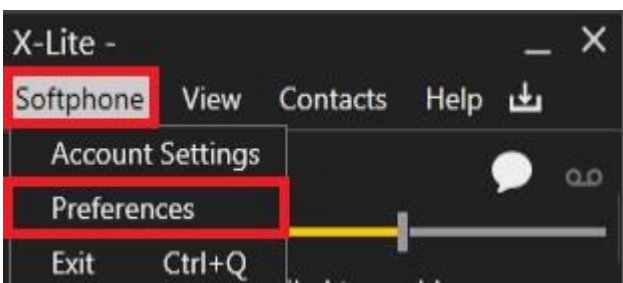 X-Lite -
Softphone View Contacts Help
Account Settings
Preferences
Exit Ctrl+Q